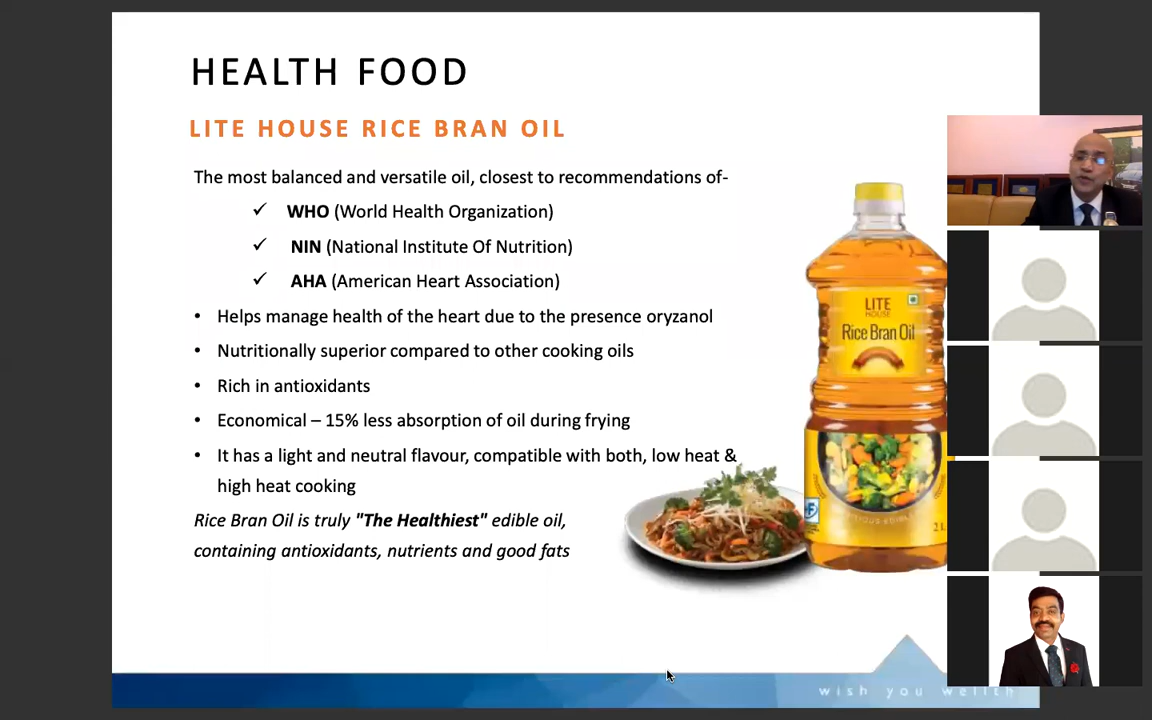 HEALTH FOOD
LITE HOUSE RICE BRAN OIL
The most balanced and versatile oil, closest to recommendations of-
✓ WHO (World Health Organization)
✓ NIN (National Institute Of Nutrition)
✓ AHA (American Heart Association)
• Helps manage health of the heart due to the presence oryzanol
• Nutritionally superior compared to other cooking oils
• Rich in antioxidants
• Economical – 15% less absorption of oil during frying
• It has a light and neutral flavour, compatible with both, low heat &
high heat cooking
Rice Bran Oil is truly "The Healthiest" edible oil,
containing antioxidants, nutrients and good fats
LITE
HOUSE
Rice Bran Oil
wish you wellth